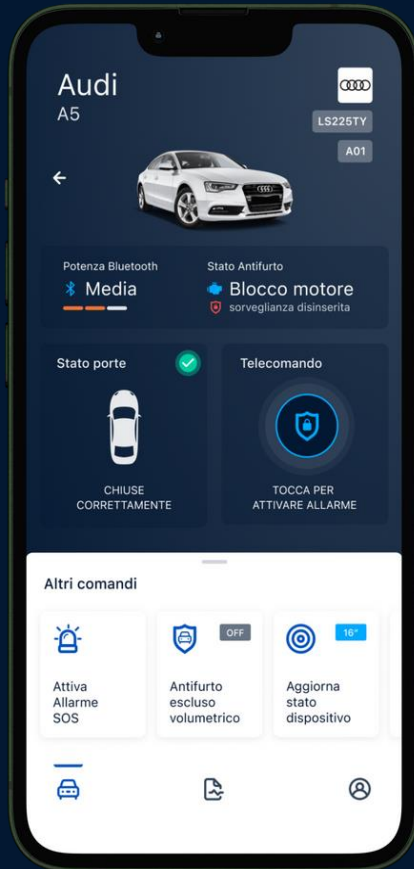 Audi
A5
LS225TY
A01
Potenza Bluetooth
Media
Stato Antifurto
Blocco motore
sorveglianza disinserita
Stato porte
CHIUSE
CORRETTAMENTE
Telecomando
TOCCA PER
ATTIVARE ALLARME
Altri comandi
Attiva
Allarme
SOS
OFF
Antifurto
escluso
volumetrico
16"
Aggiorna
stato
dispositivo